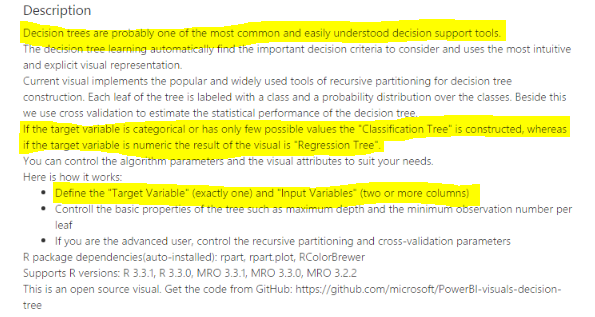 Description
Decision trees are probably one of the most common and easily understood decision support tools.
The decision tree learning automatically find the important decision criteria to consider and uses the most intuitive
and explicit visual representation.
Current visual implements the popular and widely used tools of recursive partitioning for decision tree
construction. Each leaf of the tree is labeled with a class and a probability distribution over the classes. Beside this
we use cross validation to estimate the statistical performance of the decision tree.
If the target variable is categorical or has only few possible values the "Classification Tree" is constructed, whereas
if the target variable is numeric the result of the visual is "Regression Tree".
You can control the algorithm parameters and the visual attributes to suit your needs.
Here is how it works:
• Define the "Target Variable" (exactly one) and "Input Variables" (two or more columns)
• Controll the basic properties of the tree such as maximum depth and the minimum observation number per
leaf
• If you are the advanced user, control the recursive partitioning and cross-validation parameters
R package dependencies(auto-installed): rpart, rpart.plot, RColorBrewer
Supports R versions: R 3.3.1, R 3.3.0, MRO 3.3.1, MRO 3.3.0, MRO 3.2.2
This is an open source visual. Get the code from GitHub: https://github.com/microsoft/PowerBI-visuals-decision-
tree